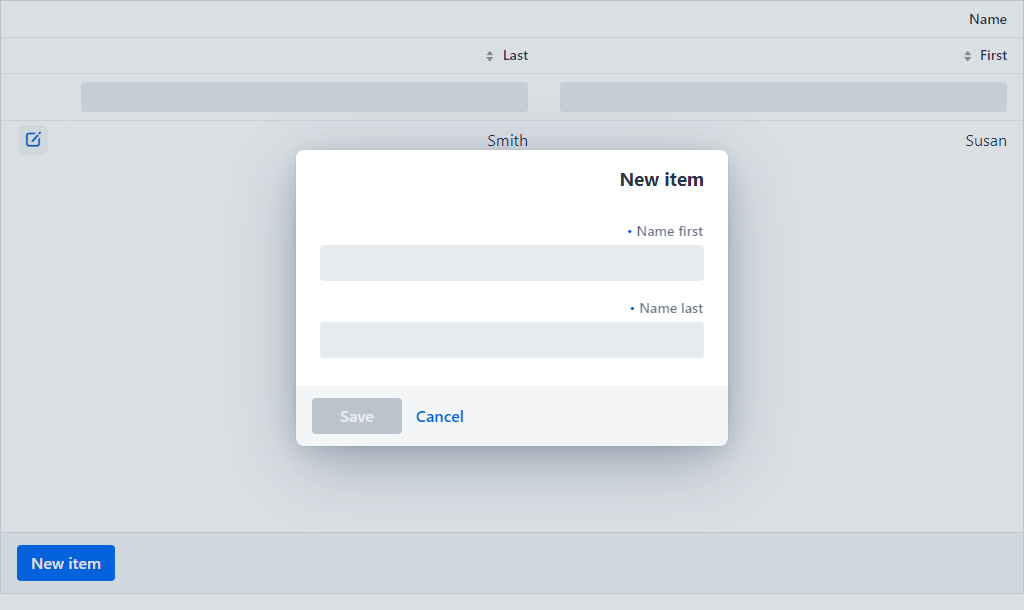 Name
First
Last
Susan
Smith
New item
• Name first
• Name last
Save
Cancel
New item